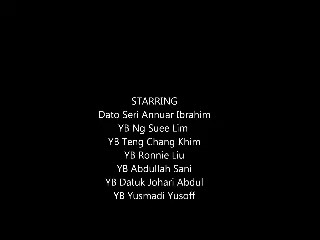 STARRING
Dato Seri Annuar Ibrahim
YB Ng Suee Lim
YB Teng Chang Khim
YB Ronnie Liu
YB Abdullah Sani
YB Datuk Johari Abdul
YB Yusmadi Yusoff